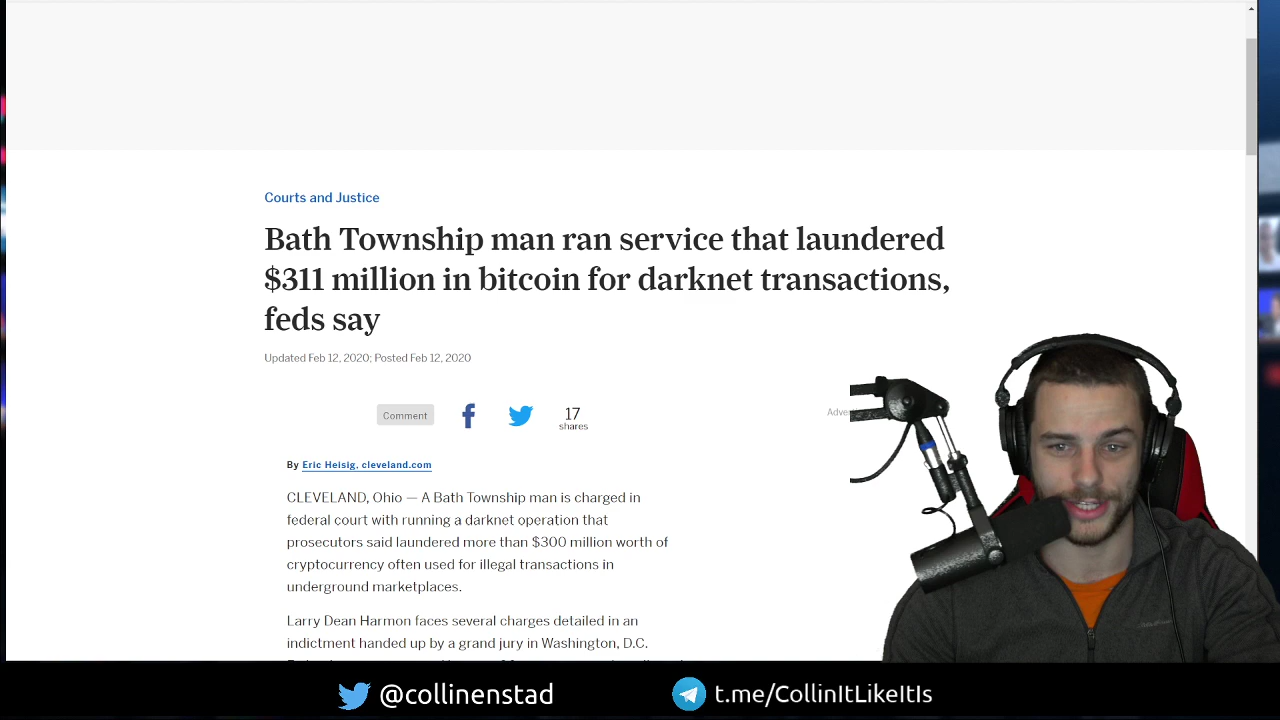 Courts and Justice
Bath Township man ran service that laundered
$311 million in bitcoin for darknet transactions,
feds say
Updated Feb 12, 2020; Posted Feb 12, 2020
Comment
17
shares
Adve
By Eric Heisig, cleveland.com
CLEVELAND, Ohio — A Bath Township man is charged in
federal court with running a darknet operation that
prosecutors said laundered more than $300 million worth of
cryptocurrency often used for illegal transactions in
underground marketplaces.
Larry Dean Harmon faces several charges detailed in an
indictment handed up by a grand jury in Washington, D.C.
@collinenstad
t.me/CollinItLikeItIs